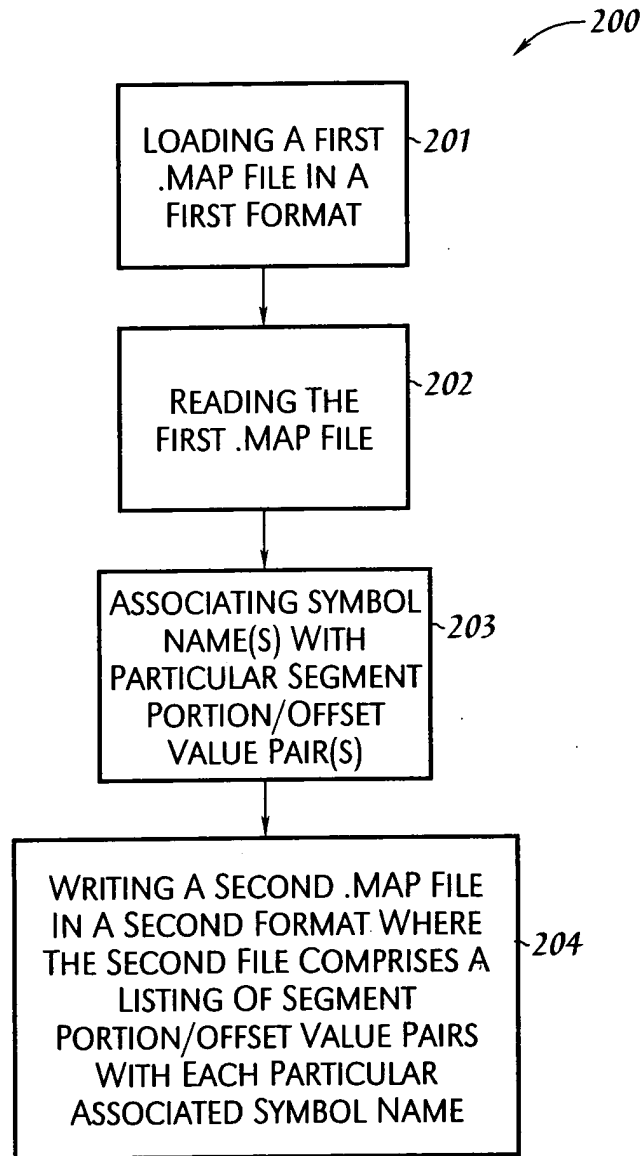 200
LOADING A FIRST
.MAP FILE IN A
FIRST FORMAT
201
READING THE
FIRST .MAP FILE
202
ASSOCIATING SYMBOL
NAME(S) WITH
PARTICULAR SEGMENT
PORTION/OFFSET
VALUE PAIR(S)
203
WRITING A SECOND .MAP FILE
IN A SECOND FORMAT WHERE
THE SECOND FILE COMPRISES A
LISTING OF SEGMENT
PORTION/OFFSET VALUE PAIRS
WITH EACH PARTICULAR
ASSOCIATED SYMBOL NAME
204